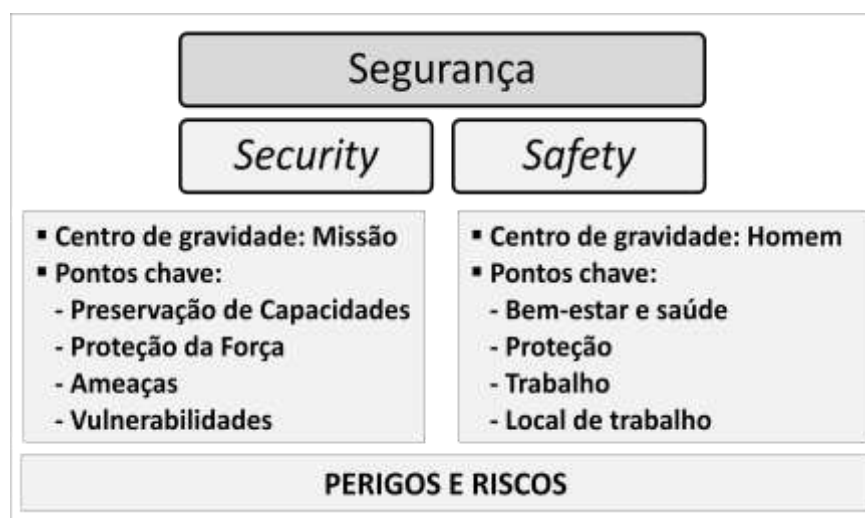 Segurança
Security
Safety
▪ Centro de gravidade: Missão
▪ Pontos chave:
- Preservação de Capacidades
- Proteção da Força
- Ameaças
- Vulnerabilidades
▪ Centro de gravidade: Homem
▪ Pontos chave:
- Bem-estar e saúde
- Proteção
- Trabalho
- Local de trabalho
PERIGOS E RISCOS